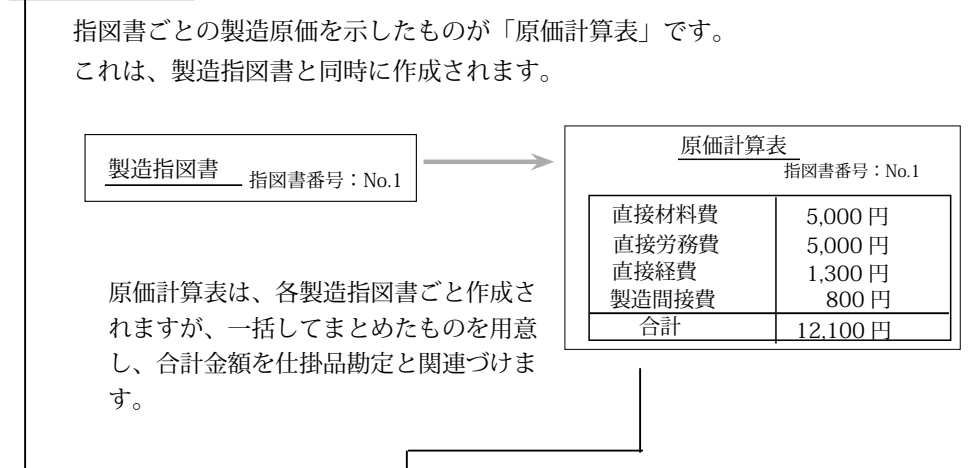 指図書ごとの製造原価を示したものが「原価計算表」です。
これは、製造指図書と同時に作成されます。
製造指図書 指図書番号：No.1
原価計算表
指図書番号：No.1
直接材料費 5,000 円
直接労務費 5,000 円
直接経費 1,300 円
製造間接費 800 円
合計 12,100 円
原価計算表は、各製造指図書ごと作成さ
れますが、一括してまとめたものを用意
し、合計金額を仕掛品勘定と関連づけま
す。